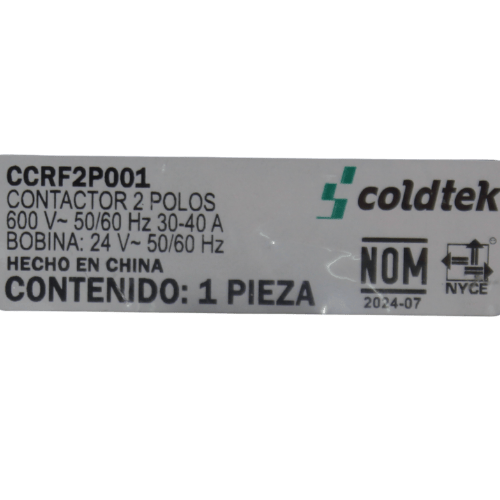 CCRF2P001
CONTACTOR 2 POLOS
600 V~ 50/60 Hz 30-40 A
BOBINA: 24 V~ 50/60 Hz
HECHO EN CHINA
CONTENIDO: 1 PIEZA
coldtek
NOM
2024-07
NYCE